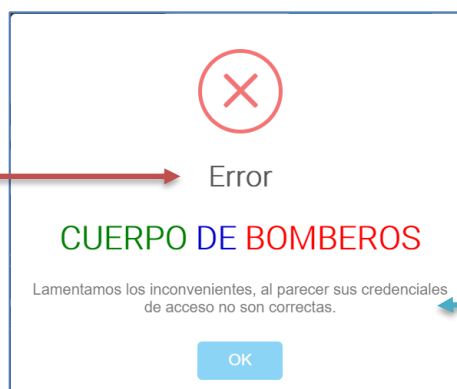 Error
CUERPO DE BOMBEROS
Lamentamos los inconvenientes, al parecer sus credenciales
de acceso no son correctas.
OK